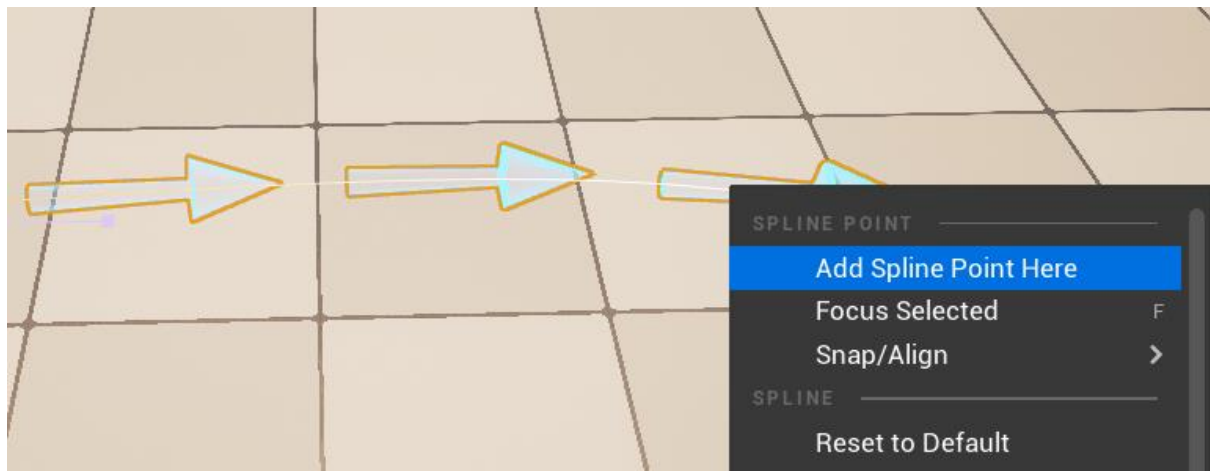 SPLINE POINT
Add Spline Point Here
Focus Selected F
Snap/Align
SPLINE
Reset to Default